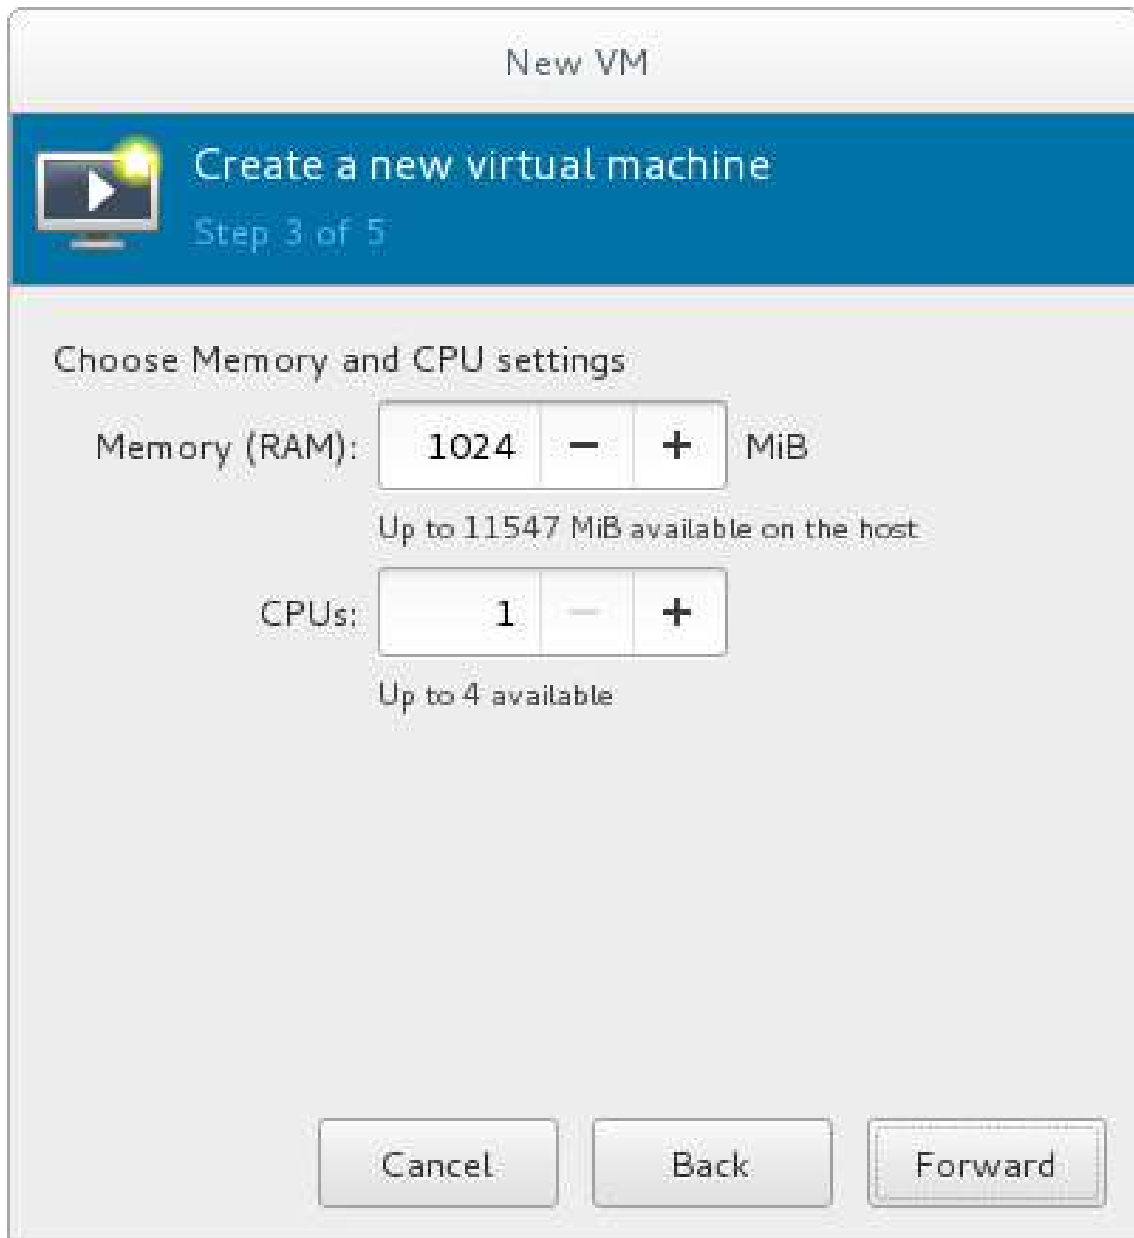 New VM
Create a new virtual machine
Step 3 of 5
Choose Memory and CPU settings
Memory (RAM): 1024 − + MiB
Up to 11547 MiB available on the host
CPUs: 1 − +
Up to 4 available
Cancel Back Forward